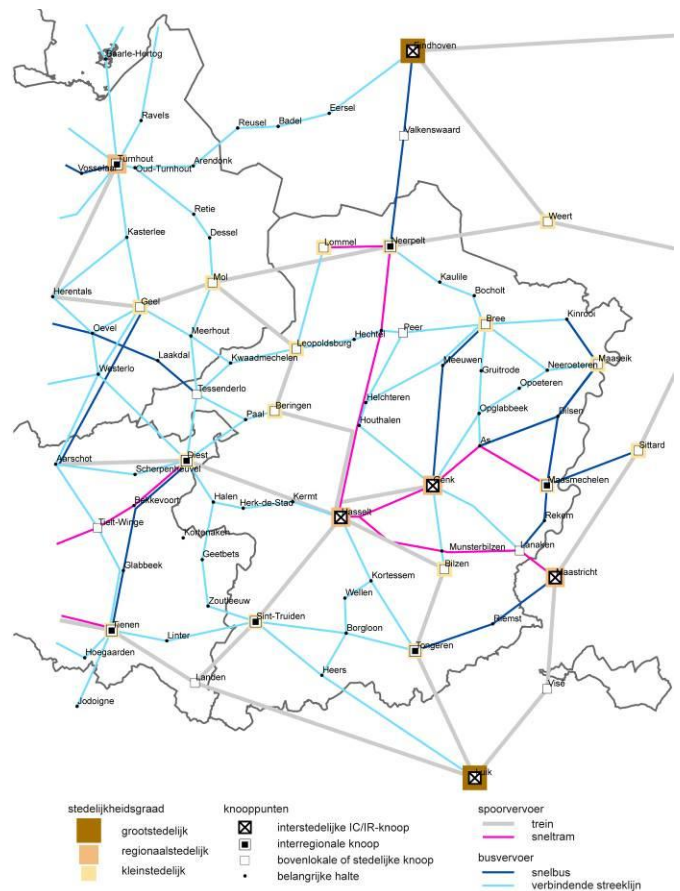 Eindhoven
Baarle-Hertog
Ravels
Reusel
Badel
Eersel
Valkenswaard
Turnhout
Vosselaar
Oud-Turnhout
Arendonk
Retie
Weert
Kasterlee
Dessel
Lommel
Neerpelt
Mol
Kaulille
Herentals
Geel
Bocholt
Kinrooi
Oevel
Meerhout
Hechtel
Peer
Bree
Laakdal
Kwaadmechelen
Leopoldsburg
Meeuwen
Gruitrode
Neeroeteren
Maaseik
Westerlo
Tessenderlo
Opoeteren
Helchteren
Beringen
Paal
Houthalen
Opglabbeek
Dilsen
As
Sittard
Aarschot
Diest
Scherpenheuvel
Genk
Maasmechelen
Bekkevoort
Halen
Herk-de-Stad
Kermt
Hasselt
Rekem
Tielt-Winge
Kortenaken
Munsterbilzen
Lanaken
Geetbets
Bilzen
Glabbeek
Kortessem
Maastricht
Wellen
Zoutleeuw
Sint-Truiden
Tienen
Borgloon
Riemst
Linter
Tongeren
Hoegaarden
Heers
Landen
Visé
Jodoigne
Luik
stedelijkheidsgraad
grootstedelijk
regionaalstedelijk
kleinstedelijk
knooppunten
interstedelijke IC/IR-knoop
interregionale knoop
bovenlokale of stedelijke knoop
belangrijke halte
spoorvervoer
trein
sneltram
busvervoer
snelbus
verbindende streeklijn